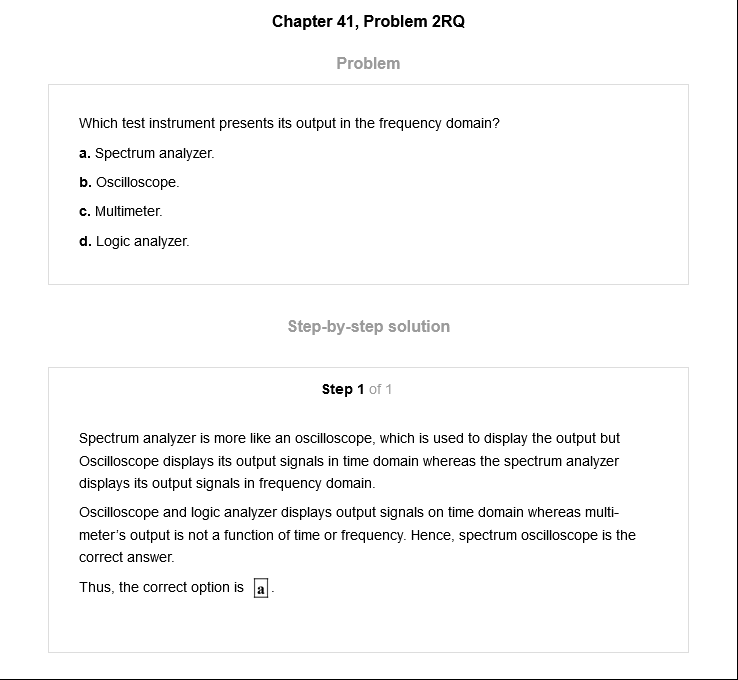 Chapter 41, Problem 2RQ
Problem
Which test instrument presents its output in the frequency domain?
a. Spectrum analyzer.
b. Oscilloscope.
c. Multimeter.
d. Logic analyzer.
Step-by-step solution
Step 1 of 1
Spectrum analyzer is more like an oscilloscope, which is used to display the output but
Oscilloscope displays its output signals in time domain whereas the spectrum analyzer
displays its output signals in frequency domain.
Oscilloscope and logic analyzer displays output signals on time domain whereas multi-
meter's output is not a function of time or frequency. Hence, spectrum oscilloscope is the
correct answer.
Thus, the correct option is a.